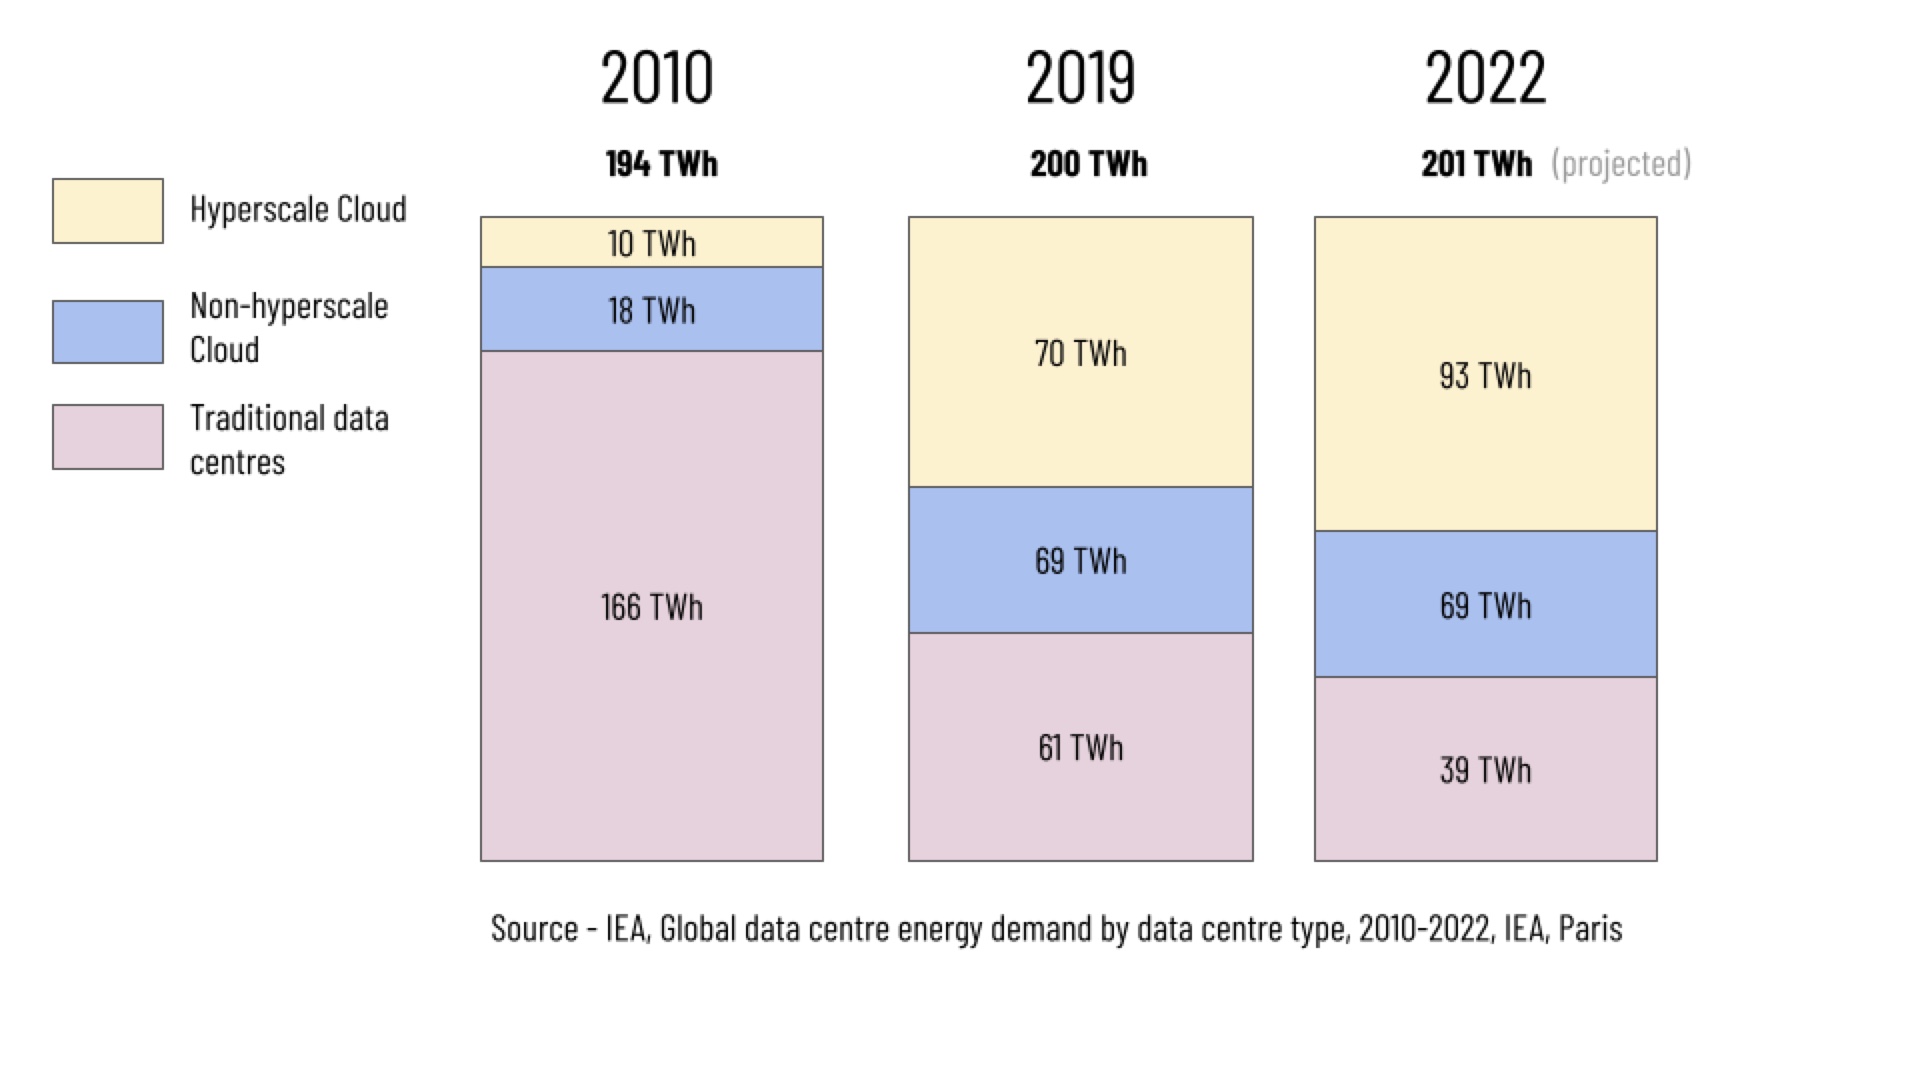 2010
2019
2022
194 TWh
200 TWh
201 TWh (projected)
Hyperscale Cloud
Non-hyperscale
Cloud
Traditional data
centres
10 TWh
18 TWh
166 TWh
70 TWh
69 TWh
61 TWh
93 TWh
69 TWh
39 TWh
Source - IEA, Global data centre energy demand by data centre type, 2010-2022, IEA, Paris